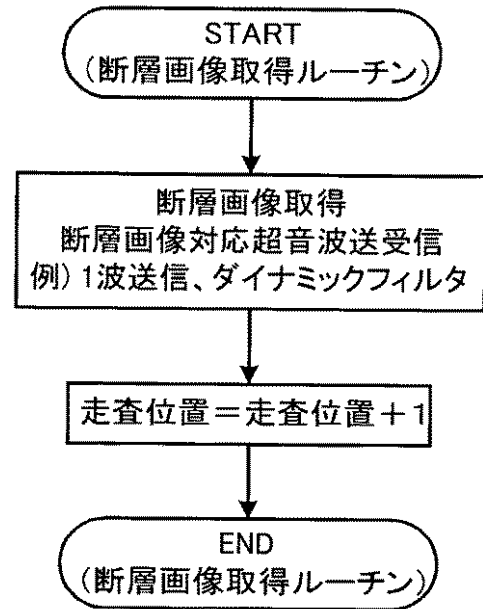 START
(断層画像取得ルーチン)
断層画像取得
断層画像対応超音波送受信
例)1波送信、ダイナミックフィルタ
走査位置=走査位置+1
END
(断層画像取得ルーチン)